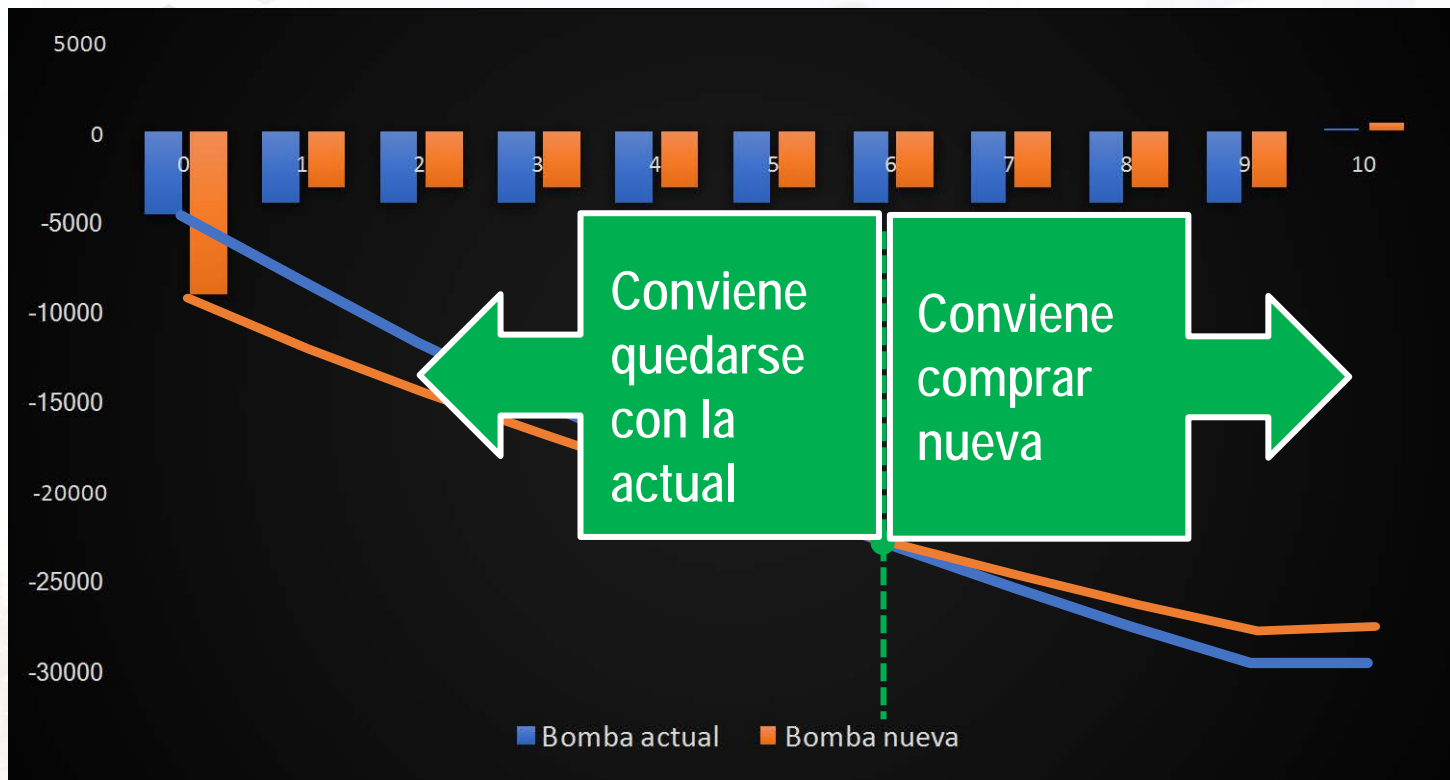 5000
0
0 1 2 3 4 5 6 7 8 9 10
-5000
-10000
-15000
-20000
-25000
-30000
Conviene
quedarse
con la
actual
Conviene
comprar
nueva
Bomba actual Bomba nueva